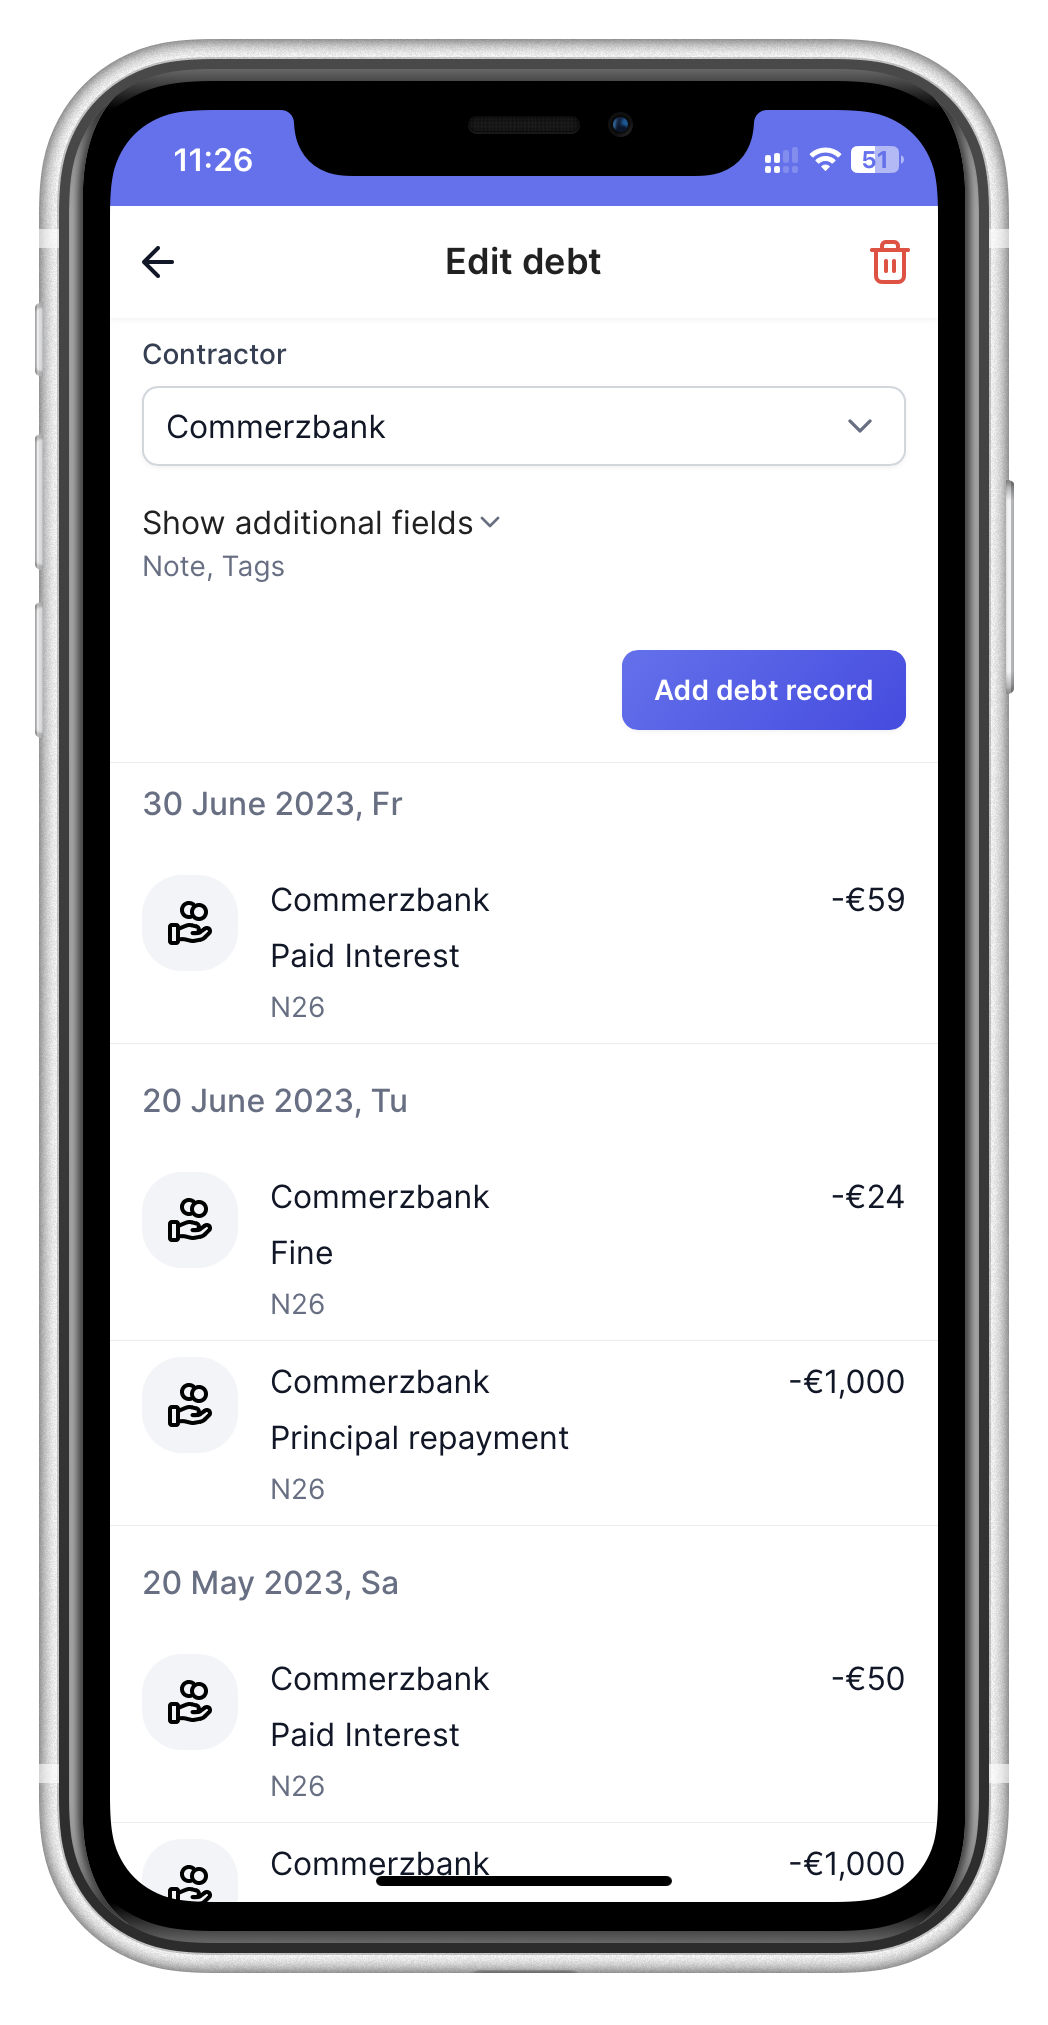 11:26
51
Edit debt
Contractor
Commerzbank
Show additional fields
Note, Tags
Add debt record
30 June 2023, Fr
Commerzbank -€59
Paid Interest
N26
20 June 2023, Tu
Commerzbank -€24
Fine
N26
Commerzbank -€1,000
Principal repayment
N26
20 May 2023, Sa
Commerzbank -€50
Paid Interest
N26
Commerzbank -€1,000